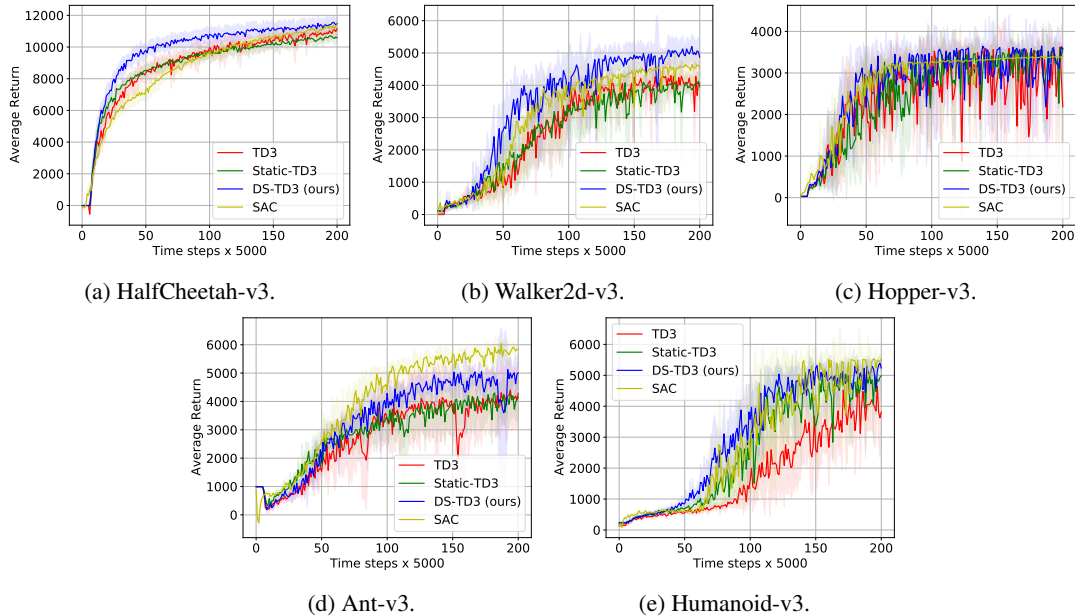 Average Return
12000
10000
8000
6000
4000
2000
0
TD3
Static-TD3
DS-TD3 (ours)
SAC
0 50 100 150 200
Time steps x 5000
(a) HalfCheetah-v3.
Average Return
6000
5000
4000
3000
2000
1000
0
TD3
Static-TD3
DS-TD3 (ours)
SAC
0 50 100 150 200
Time steps x 5000
(b) Walker2d-v3.
Average Return
4000
3000
2000
1000
0
TD3
Static-TD3
DS-TD3 (ours)
SAC
0 50 100 150 200
Time steps x 5000
(c) Hopper-v3.
Average Return
6000
5000
4000
3000
2000
1000
0
TD3
Static-TD3
DS-TD3 (ours)
SAC
0 50 100 150 200
Time steps x 5000
(d) Ant-v3.
Average Return
6000
5000
4000
3000
2000
1000
0
TD3
Static-TD3
DS-TD3 (ours)
SAC
0 50 100 150 200
Time steps x 5000
(e) Humanoid-v3.